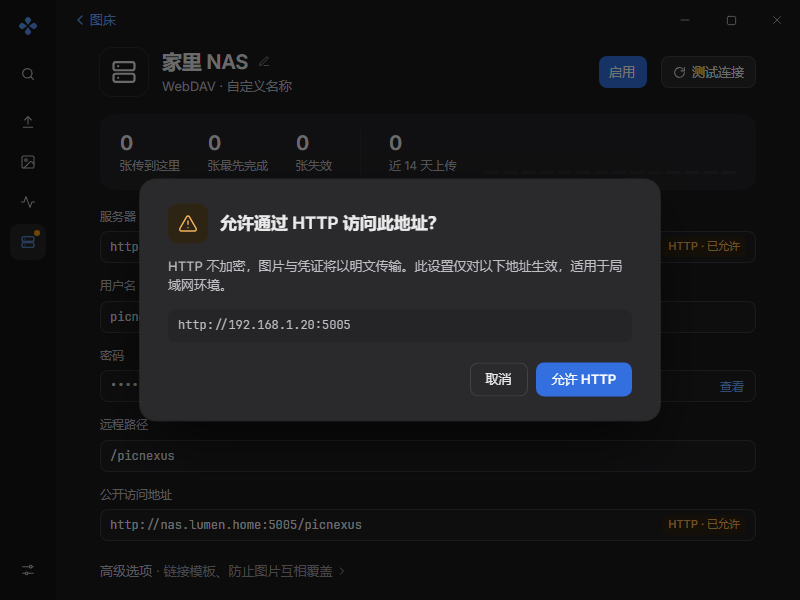 图床
家里 NAS
WebDAV · 自定义名称
启用
测试连接
0
张传到这里
0
张最先完成
0
张失效
0
近 14 天上传
服务器
http
HTTP · 已允许
用户名
picn
密码
••••
查看
允许通过 HTTP 访问此地址?
HTTP 不加密，图片与凭证将以明文传输。此设置仅对以下地址生效，适用于局
域网环境。
http://192.168.1.20:5005
取消
允许 HTTP
远程路径
/picnexus
公开访问地址
http://nas.lumen.home:5005/picnexus
HTTP · 已允许
高级选项 · 链接模板、防止图片互相覆盖